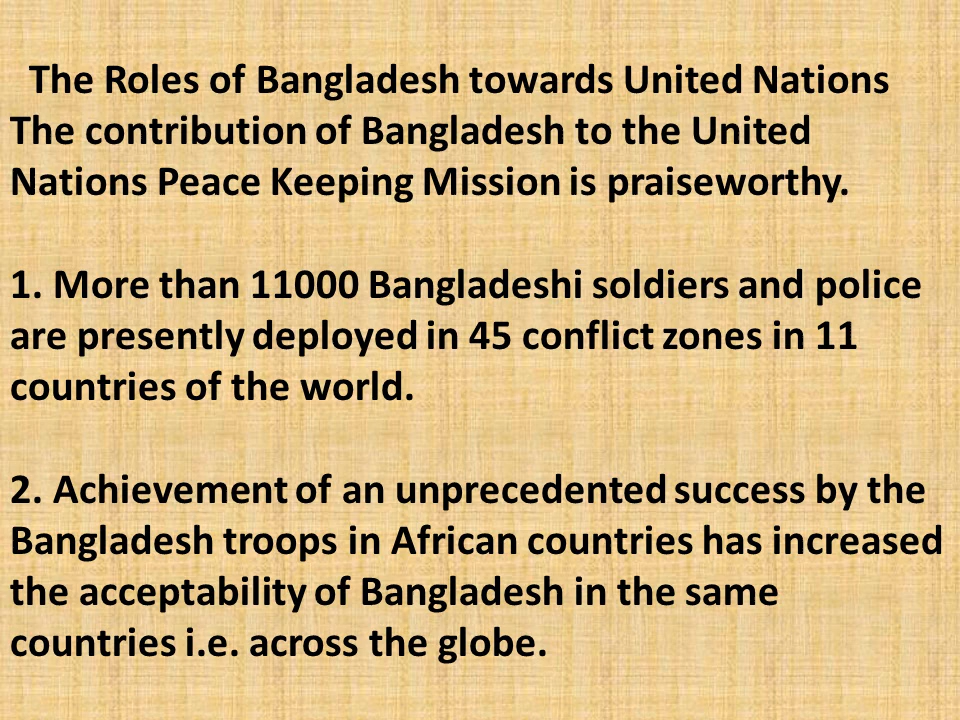 The Roles of Bangladesh towards United Nations
The contribution of Bangladesh to the United
Nations Peace Keeping Mission is praiseworthy.
1. More than 11000 Bangladeshi soldiers and police
are presently deployed in 45 conflict zones in 11
countries of the world.
2. Achievement of an unprecedented success by the
Bangladesh troops in African countries has increased
the acceptability of Bangladesh in the same
countries i.e. across the globe.